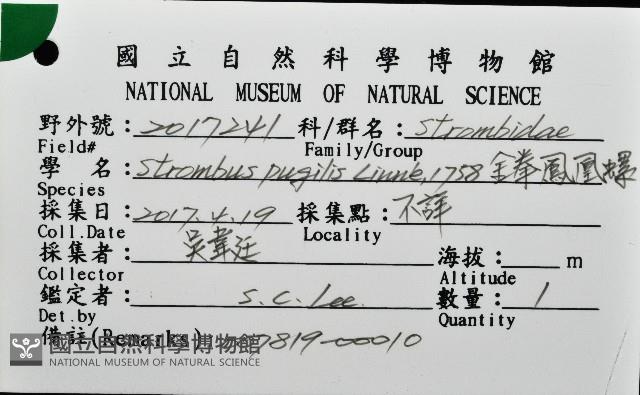 國立自然科學博物館
NATIONAL MUSEUM OF NATURAL SCIENCE
野外號: 2017241 科/群名: Strombidae
Field# Family/Group
學 名: Strombus pugilis Linné, 1758 金拳鳳凰螺
Species
採集日: 2017.4.19 採集點: 不詳
Coll.Date Locality
採集者: 吳韋廷 海拔: m
Collector Altitude
鑑定者: S.C. Lee 數量: 1
Det.by Quantity
備註(Remarks) 7819-00010
國立自然科學博物館
NATIONAL MUSEUM OF NATURAL SCIENCE